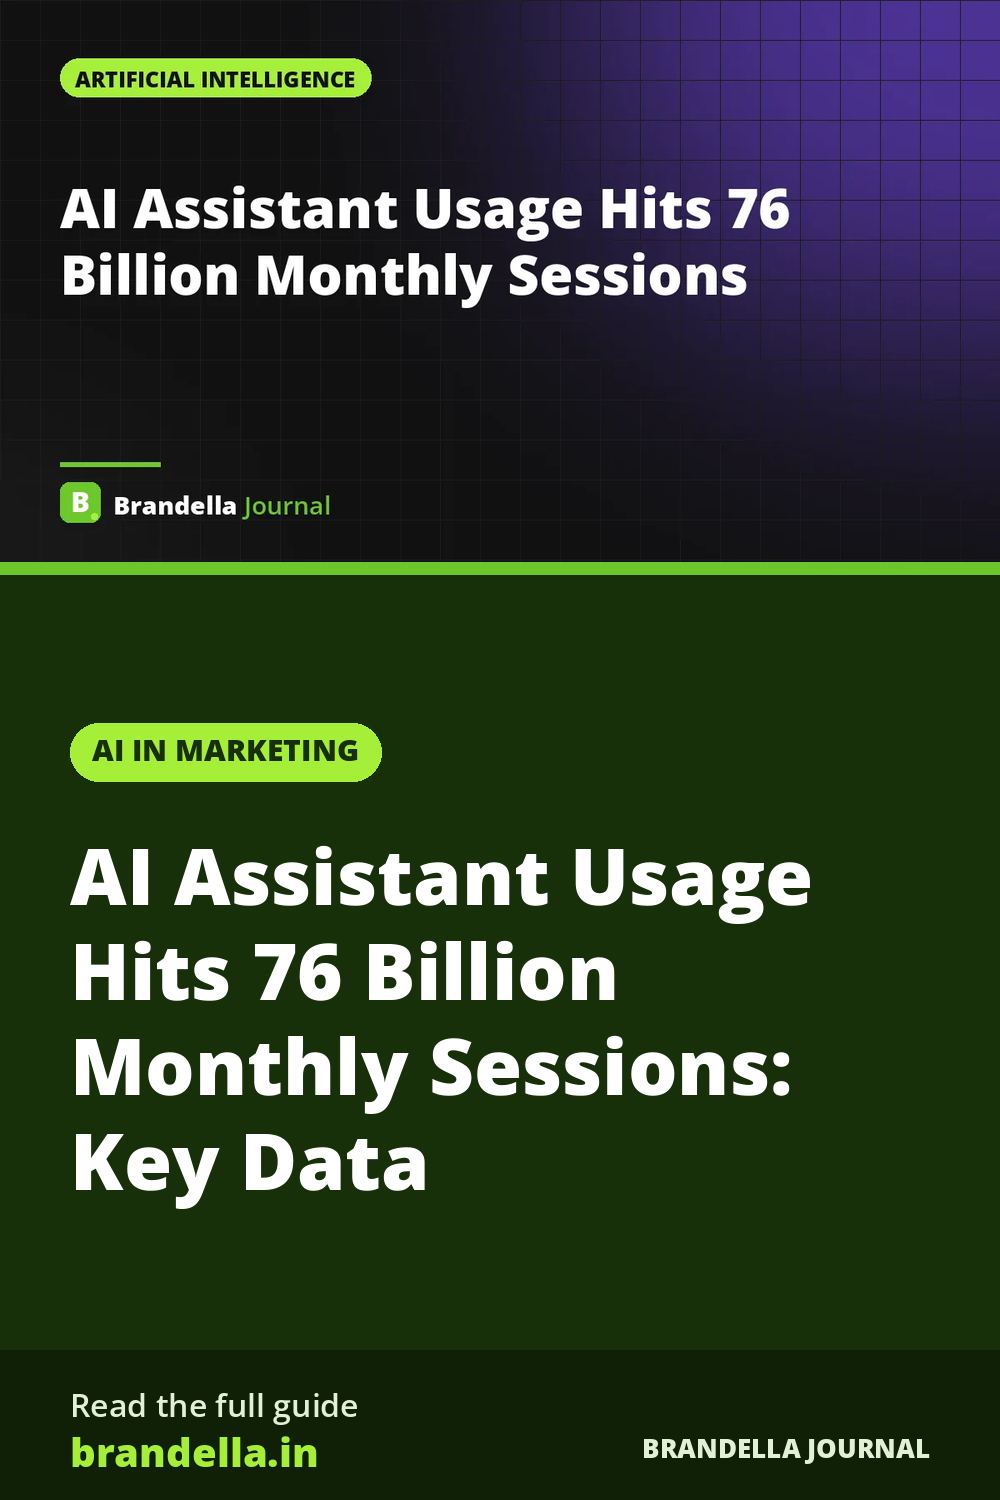 ARTIFICIAL INTELLIGENCE
AI Assistant Usage Hits 76
Billion Monthly Sessions
B
Brandella Journal
AI IN MARKETING
AI Assistant Usage
Hits 76 Billion
Monthly Sessions:
Key Data
Read the full guide
brandella.in
BRANDELLA JOURNAL